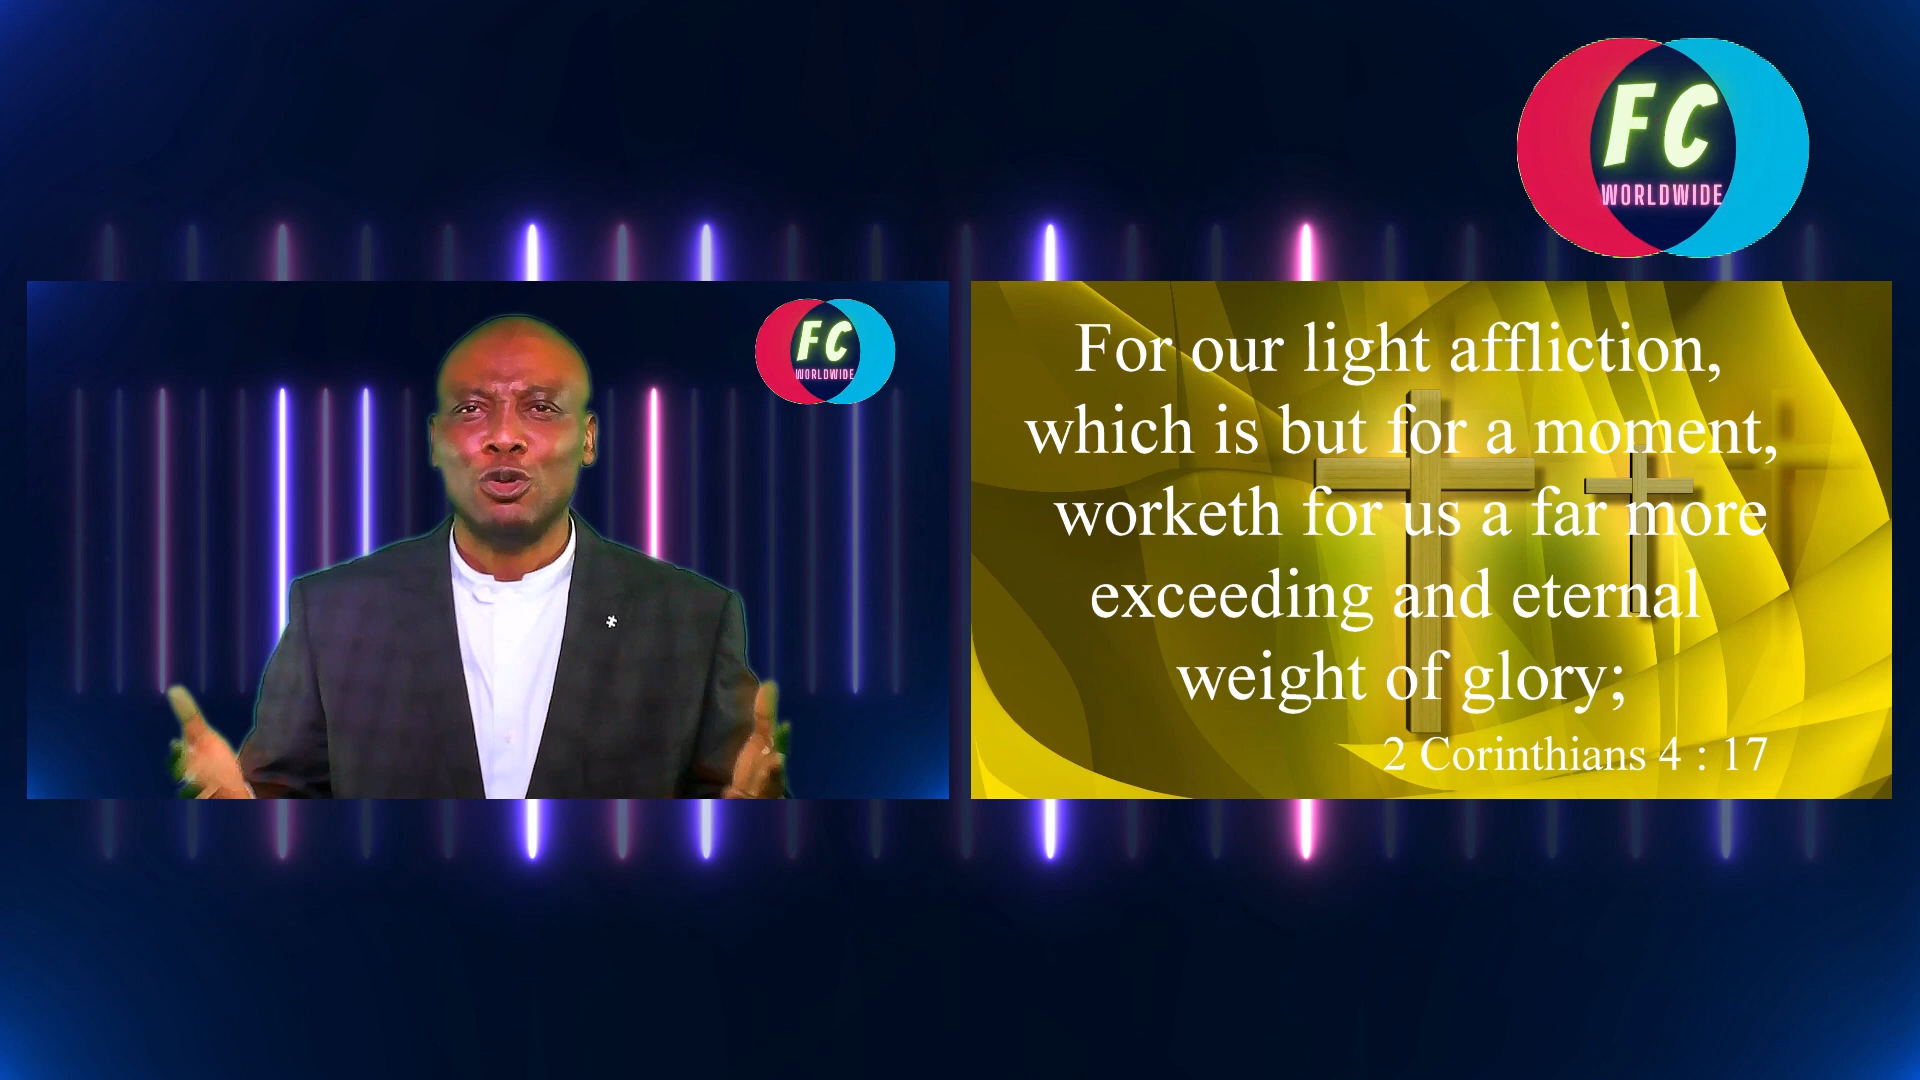 FC
WORLDWIDE
FC
WORLDWIDE
For our light affliction,
which is but for a moment,
worketh for us a far more
exceeding and eternal
weight of glory;
2 Corinthians 4 : 17